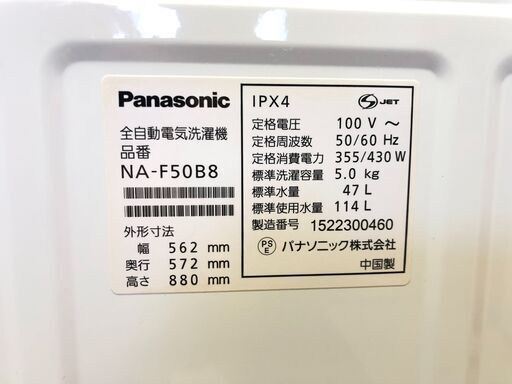 Panasonic
全自動電気洗濯機
品番
NA-F50B8
外形寸法
幅 562 mm
奥行 572 mm
高さ 880 mm
IPX4
S JET
定格電圧 100 V ～
定格周波数 50/60 Hz
定格消費電力 355/430 W
標準洗濯容量 5.0 kg
標準水量 47 L
標準使用水量 114 L
製造番号 1522300460
PS E パナソニック株式会社
中国製